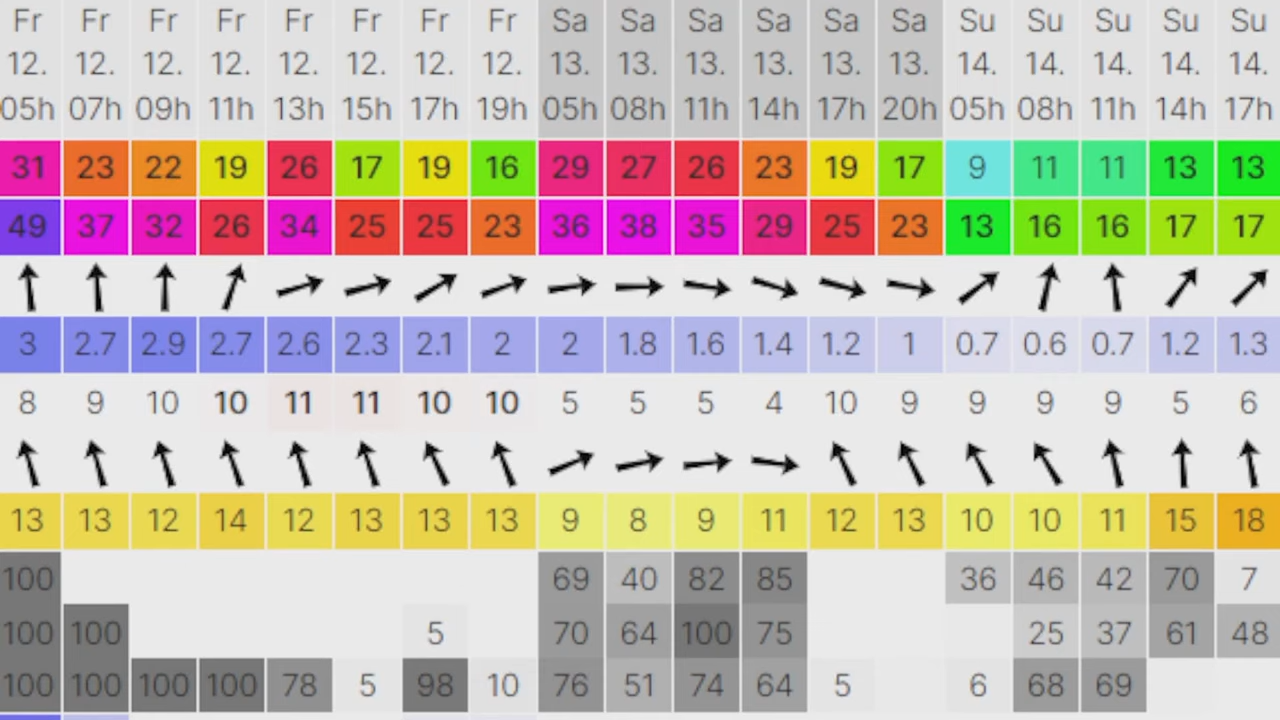 Fr Fr Fr Fr Fr Fr Fr Fr Sa Sa Sa Sa Sa Sa Su Su Su Su Su
12. 12. 12. 12. 12. 12. 12. 12. 13. 13. 13. 13. 13. 13. 14. 14. 14. 14. 14.
05h 07h 09h 11h 13h 15h 17h 19h 05h 08h 11h 14h 17h 20h 05h 08h 11h 14h 17h
31 23 22 19 26 17 19 16 29 27 26 23 19 17 9 11 11 13 13
49 37 32 26 34 25 25 23 36 38 35 29 25 23 13 16 16 17 17
3 2.7 2.9 2.7 2.6 2.3 2.1 2 2 1.8 1.6 1.4 1.2 1 0.7 0.6 0.7 1.2 1.3
8 9 10 10 11 11 10 10 5 5 5 4 10 9 9 9 9 5 6
13 13 12 14 12 13 13 13 9 8 9 11 12 13 10 10 11 15 18
100 69 40 82 85 36 46 42 70 7
100 100 5 70 64 100 75 25 37 61 48
100 100 100 100 78 5 98 10 76 51 74 64 5 6 68 69